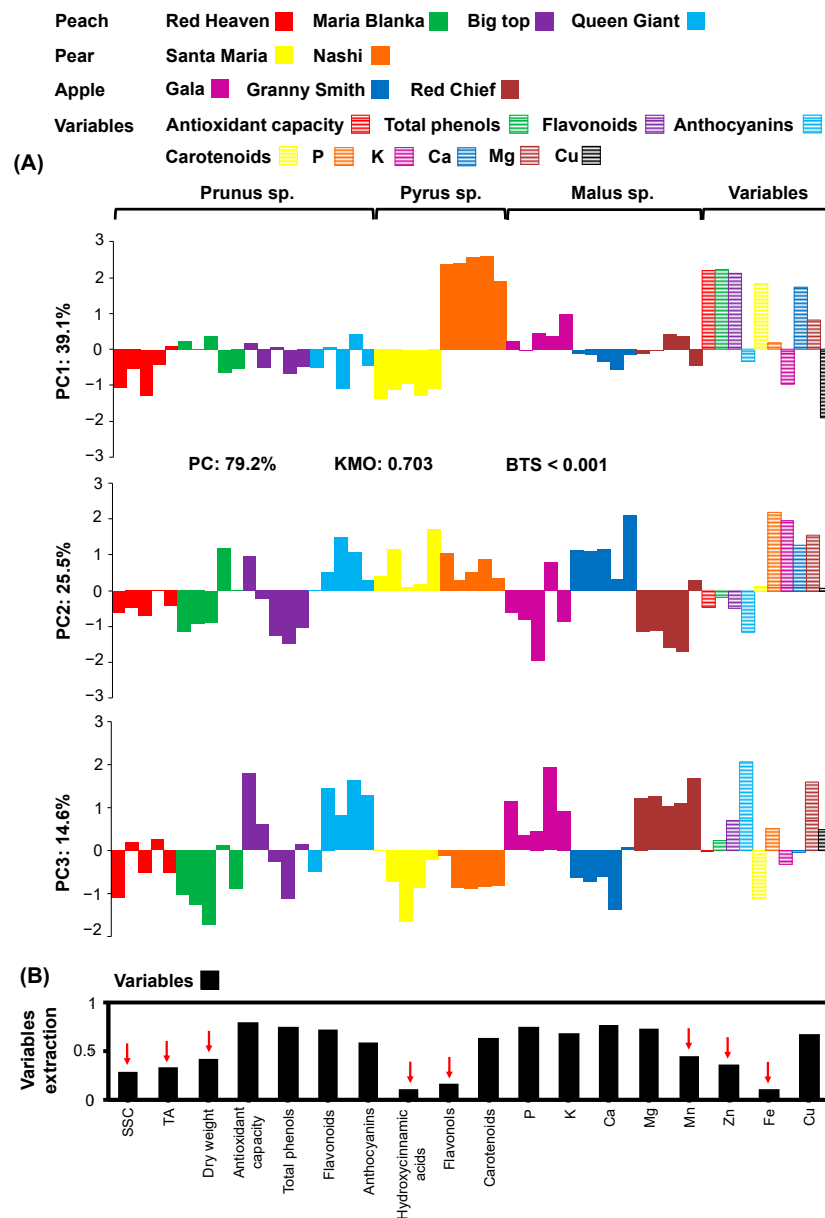 Peach Red Heaven Maria Blanka Big top Queen Giant
Pear Santa Maria Nashi
Apple Gala Granny Smith Red Chief
Variables Antioxidant capacity Total phenols Flavonoids Anthocyanins
Carotenoids P K Ca Mg Cu
(A)
Prunus sp. Pyrus sp. Malus sp. Variables
PC1: 39.1%
3
2
1
0
−1
−2
−3
PC: 79.2% KMO: 0.703 BTS < 0.001
PC2: 25.5%
3
2
1
0
−1
−2
−3
PC3: 14.6%
3
2
1
0
−1
−2
(B)
Variables
Variables
extraction
1
0.5
0
SSC
TA
Dry weight
Antioxidant
capacity
Total phenols
Flavonoids
Anthocyanins
Hydroxycinnamic
acids
Flavonols
Carotenoids
P
K
Ca
Mg
Mn
Zn
Fe
Cu